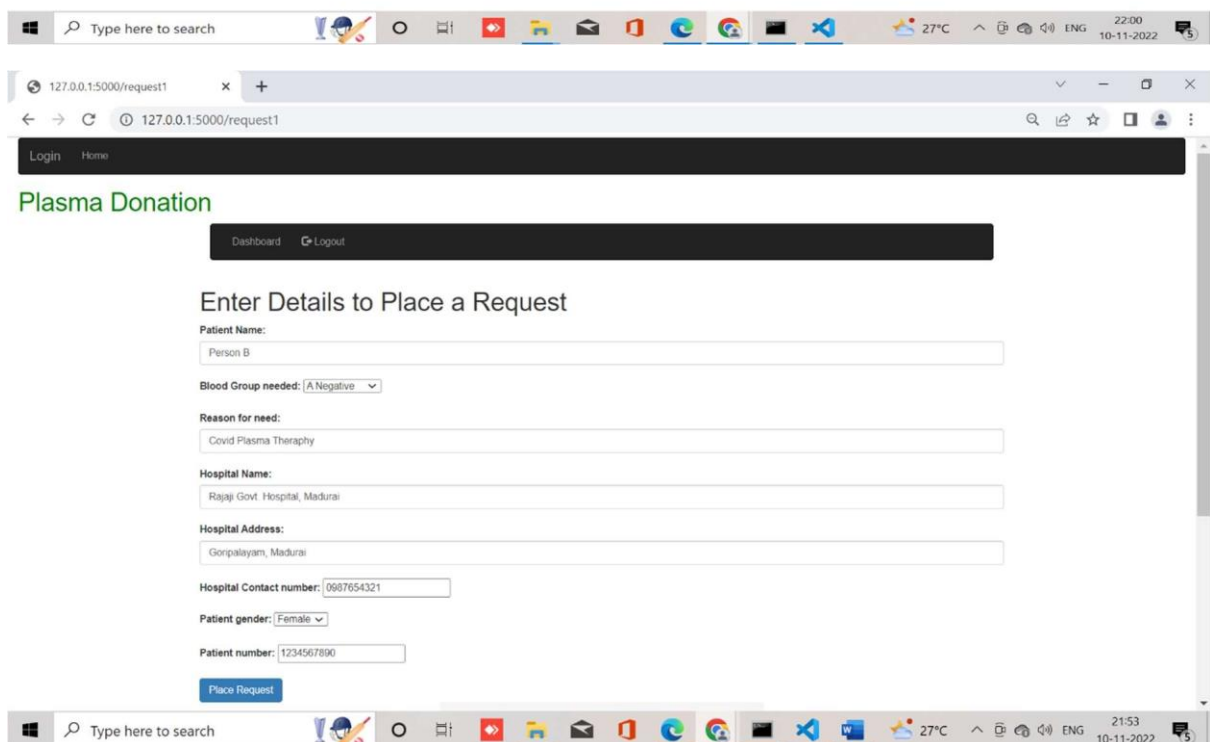 Type here to search
27°C
ENG
22:00
10-11-2022
5
127.0.0.1:5000/request1
127.0.0.1:5000/request1
Login Home
Plasma Donation
Dashboard Logout
Enter Details to Place a Request
Patient Name:
Person B
Blood Group needed: A Negative
Reason for need:
Covid Plasma Theraphy
Hospital Name:
Rajaji Govt Hospital, Madurai
Hospital Address:
Goripalayam, Madurai
Hospital Contact number: 0987654321
Patient gender: Female
Patient number: 1234567890
Place Request
Type here to search
27°C
ENG
21:53
10-11-2022
5